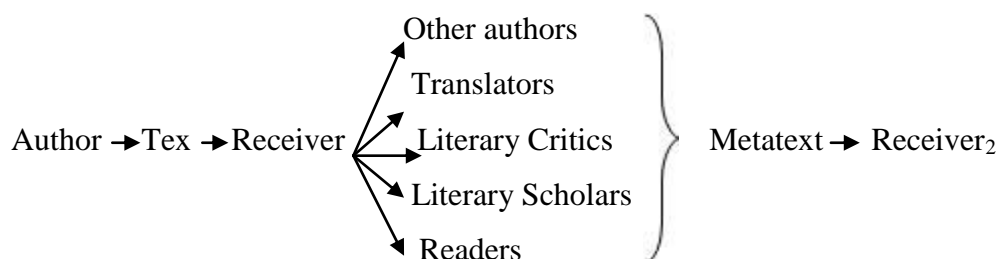 Other authors
Translators
Author Tex Receiver Literary Critics Metatext Receiver₂
Literary Scholars
Readers